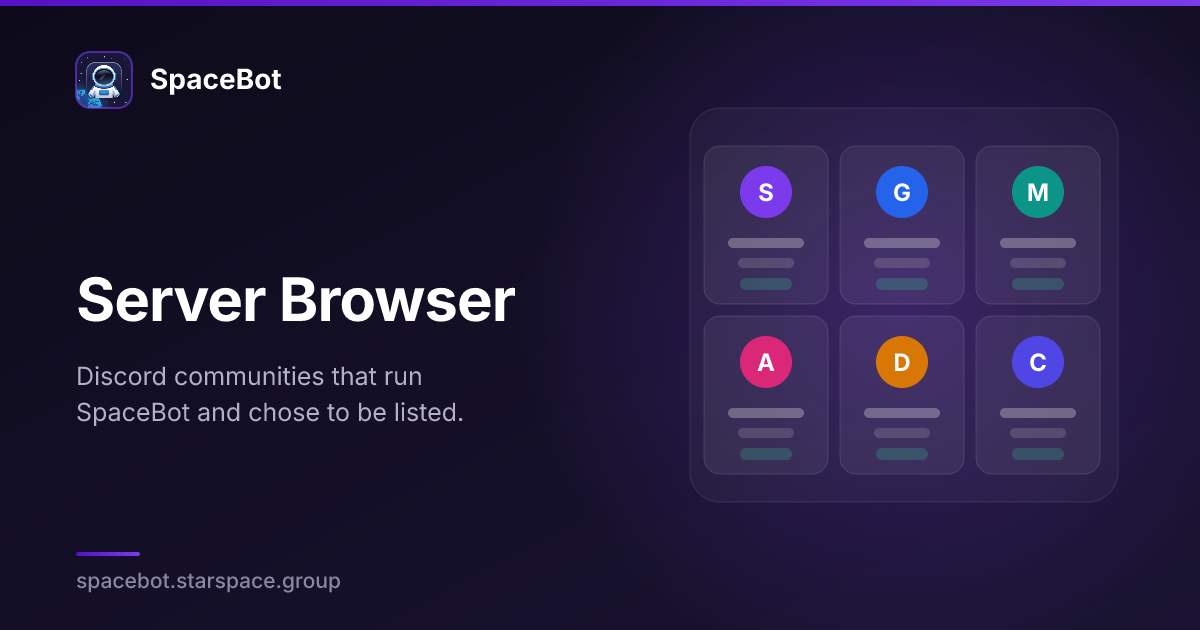 SpaceBot
Server Browser
Discord communities that run
SpaceBot and chose to be listed.
spacebot.starspace.group
S
G
M
A
D
C